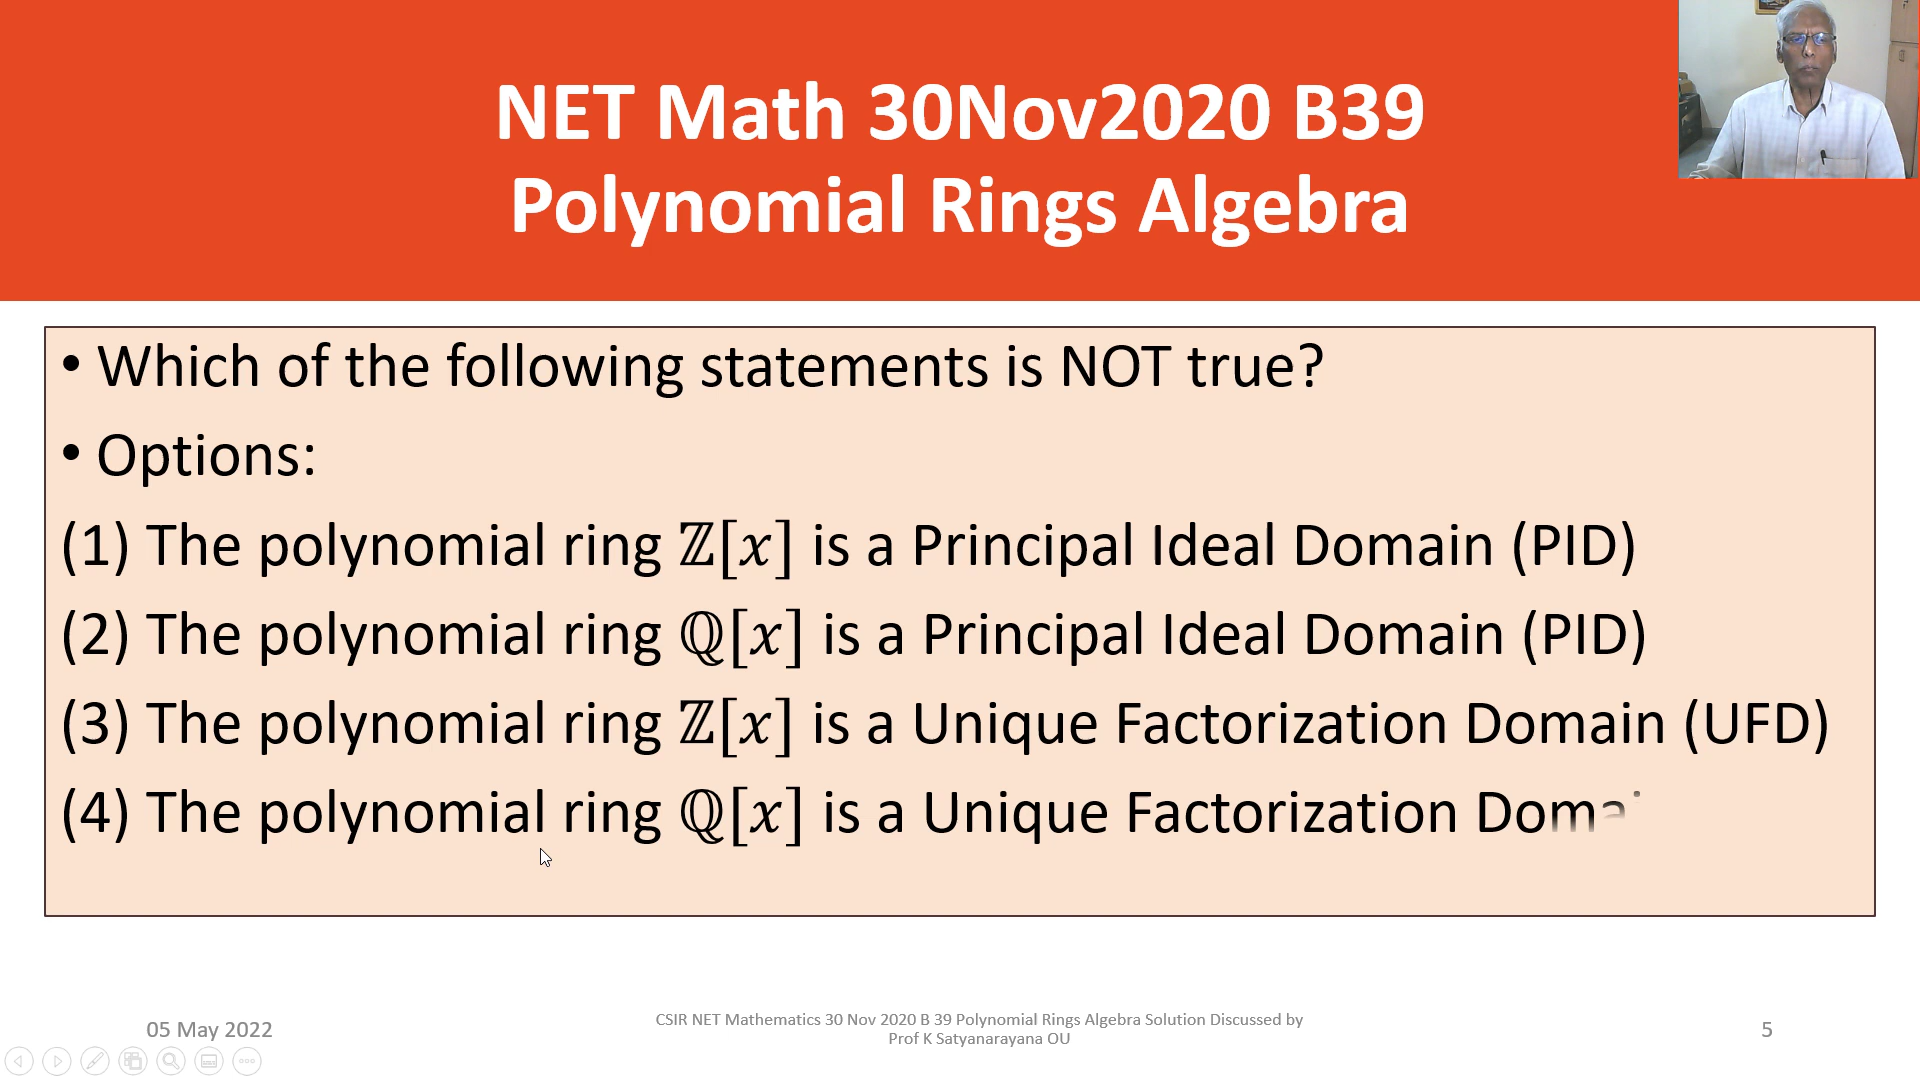 NET Math 30Nov2020 B39
Polynomial Rings Algebra
• Which of the following statements is NOT true?
• Options:
(1) The polynomial ring ℤ[x] is a Principal Ideal Domain (PID)
(2) The polynomial ring ℚ[x] is a Principal Ideal Domain (PID)
(3) The polynomial ring ℤ[x] is a Unique Factorization Domain (UFD)
(4) The polynomial ring ℚ[x] is a Unique Factorization
05 May 2022
CSIR NET Mathematics 30 Nov 2020 B 39 Polynomial Rings Algebra Solution Discussed by
Prof K Satyanarayana OU
5